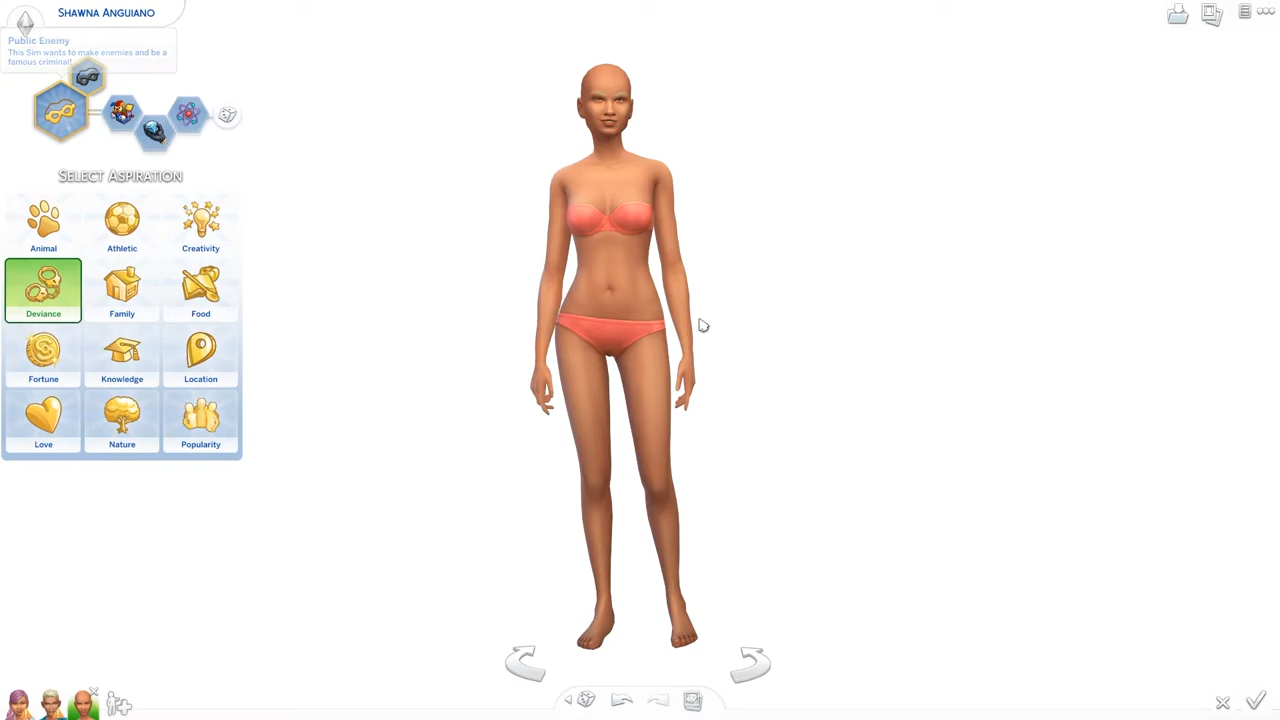 Shawna Anguiano
Public Enemy
This Sim wants to make enemies and be a
famous criminal!
Select Aspiration
Animal
Athletic
Creativity
Deviance
Family
Food
Fortune
Knowledge
Location
Love
Nature
Popularity